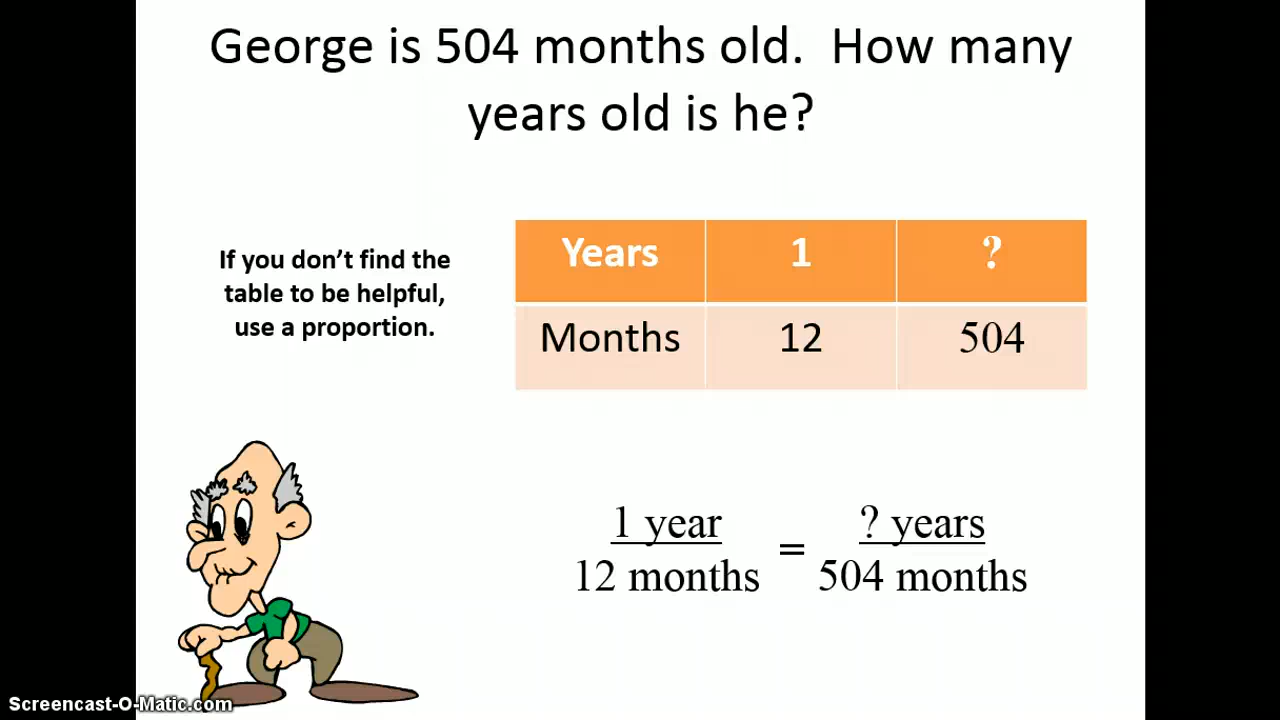 George is 504 months old. How many
years old is he?
If you don't find the
table to be helpful,
use a proportion.
Years 1 ?
Months 12 504
1 year = ? years
12 months 504 months
Screencast-O-Matic.com